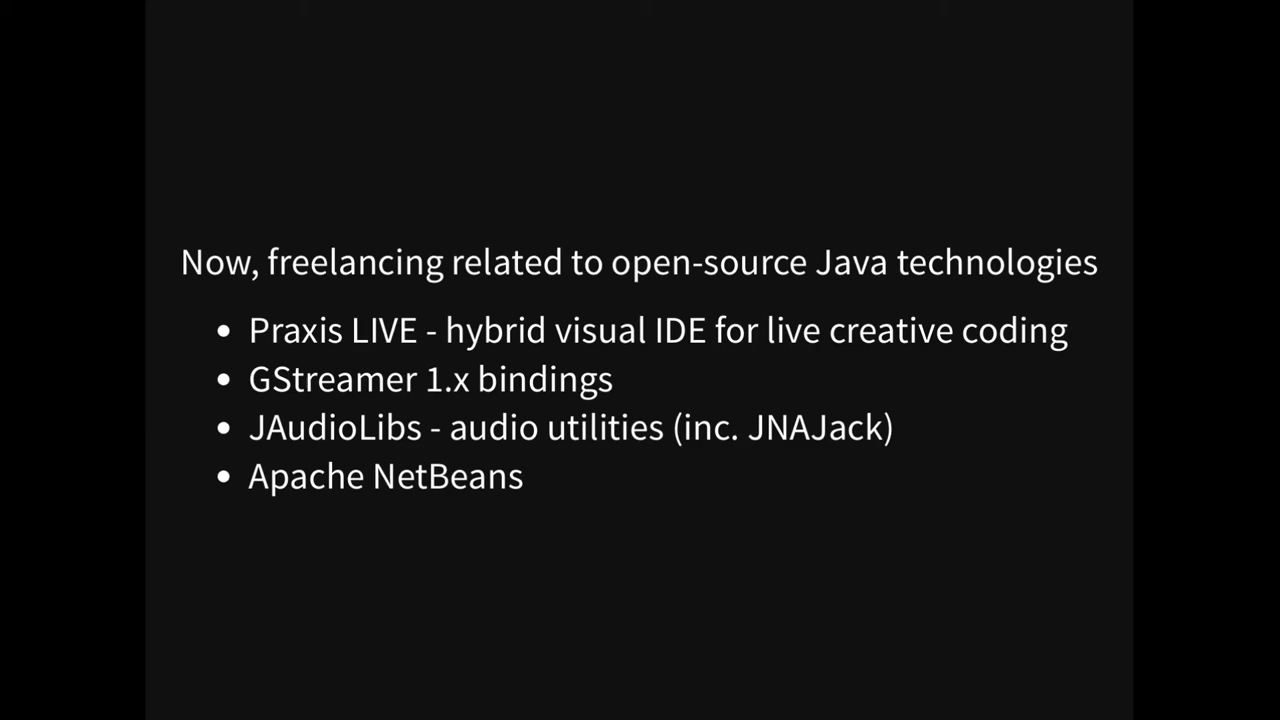 Now, freelancing related to open-source Java technologies
• Praxis LIVE - hybrid visual IDE for live creative coding
• GStreamer 1.x bindings
• JAudioLibs - audio utilities (inc. JNAJack)
• Apache NetBeans